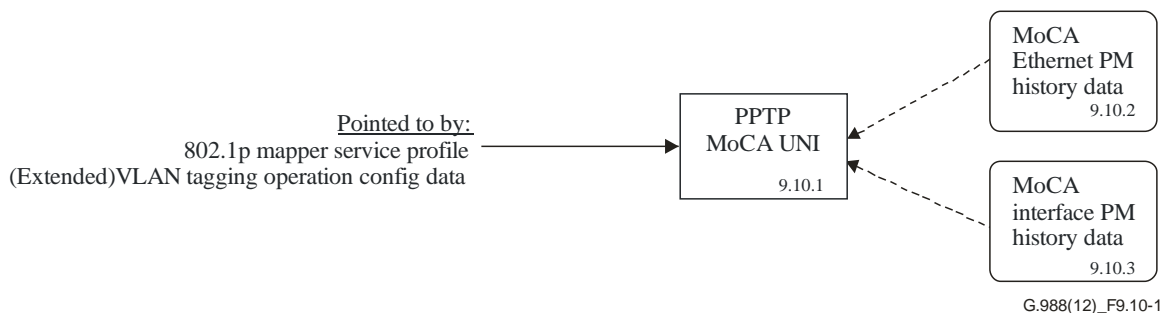 Pointed to by:
802.1p mapper service profile
(Extended)VLAN tagging operation config data
PPTP
MoCA UNI
9.10.1
MoCA
Ethernet PM
history data
9.10.2
MoCA
interface PM
history data
9.10.3
G.988(12)_F9.10-1